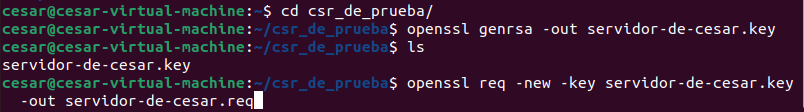 cesar@cesar-virtual-machine:~$ cd csr_de_prueba/
cesar@cesar-virtual-machine:~/csr_de_prueba$ openssl genrsa -out servidor-de-cesar.key
cesar@cesar-virtual-machine:~/csr_de_prueba$ ls
servidor-de-cesar.key
cesar@cesar-virtual-machine:~/csr_de_prueba$ openssl req -new -key servidor-de-cesar.key
-out servidor-de-cesar.req